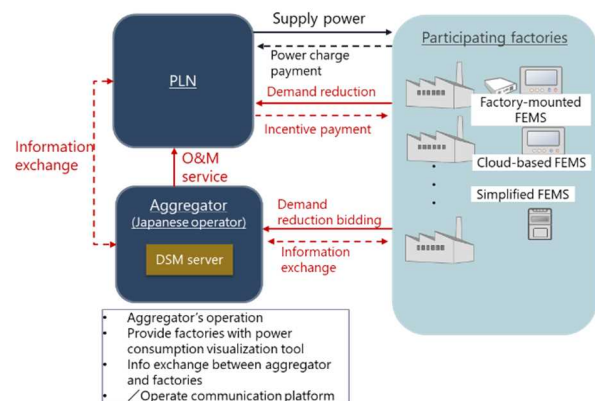 Supply power
Participating factories
PLN
Power charge
payment
Demand reduction
Factory-mounted
FEMS
Incentive payment
Information
exchange
O&M
service
Cloud-based FEMS
Simplified FEMS
Aggregator
(Japanese operator)
Demand
reduction bidding
DSM server
Information
exchange
• Aggregator's operation
• Provide factories with power
consumption visualization tool
• Info exchange between aggregator
and factories
• ／Operate communication platform